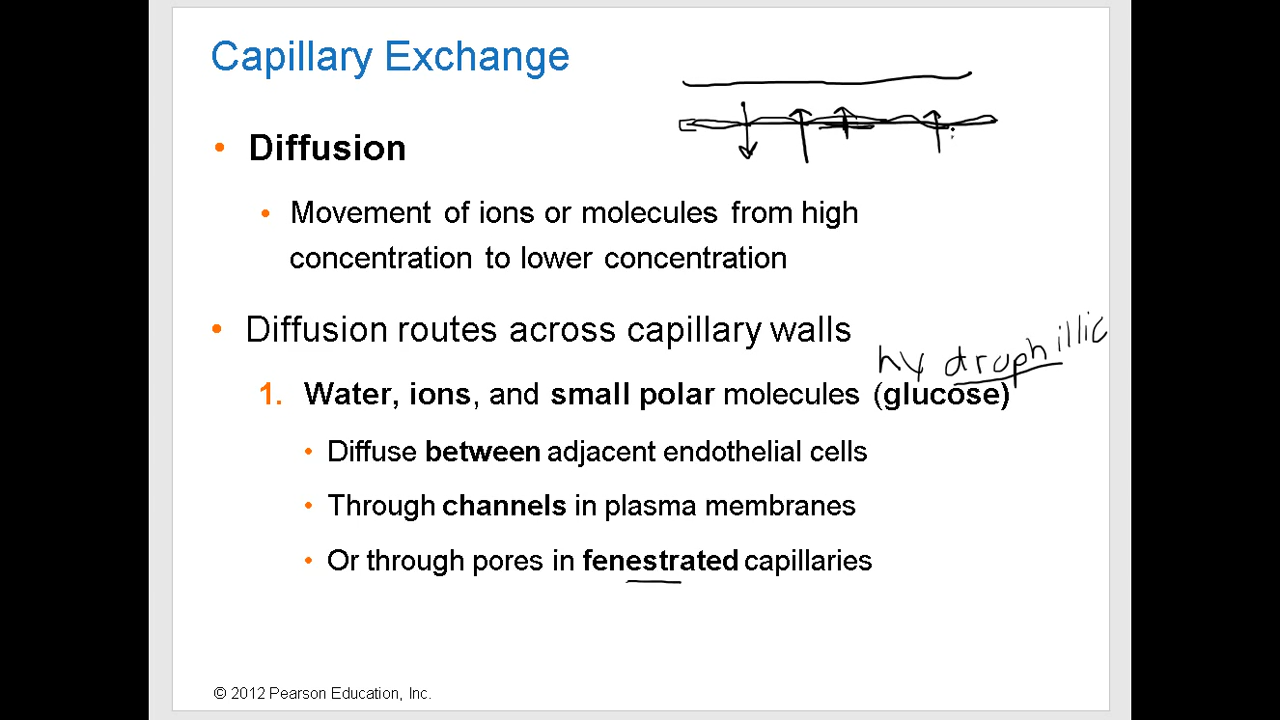 Capillary Exchange
• Diffusion
• Movement of ions or molecules from high
concentration to lower concentration
• Diffusion routes across capillary walls
hydrophillic
1. Water, ions, and small polar molecules (glucose)
• Diffuse between adjacent endothelial cells
• Through channels in plasma membranes
• Or through pores in fenestrated capillaries
© 2012 Pearson Education, Inc.